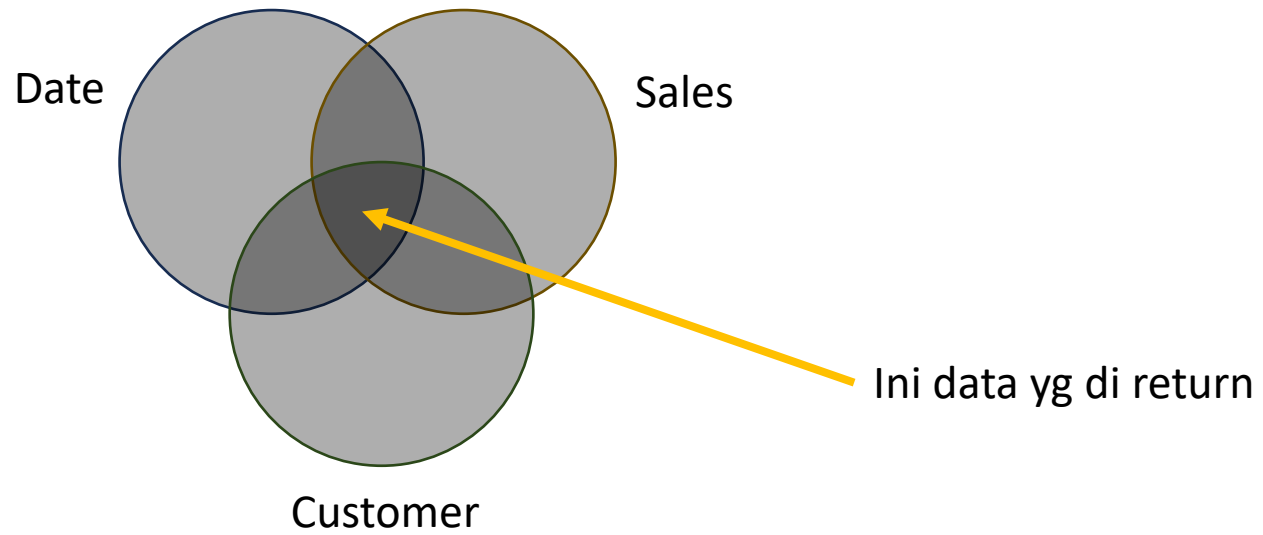 Date
Sales
Ini data yg di return
Customer